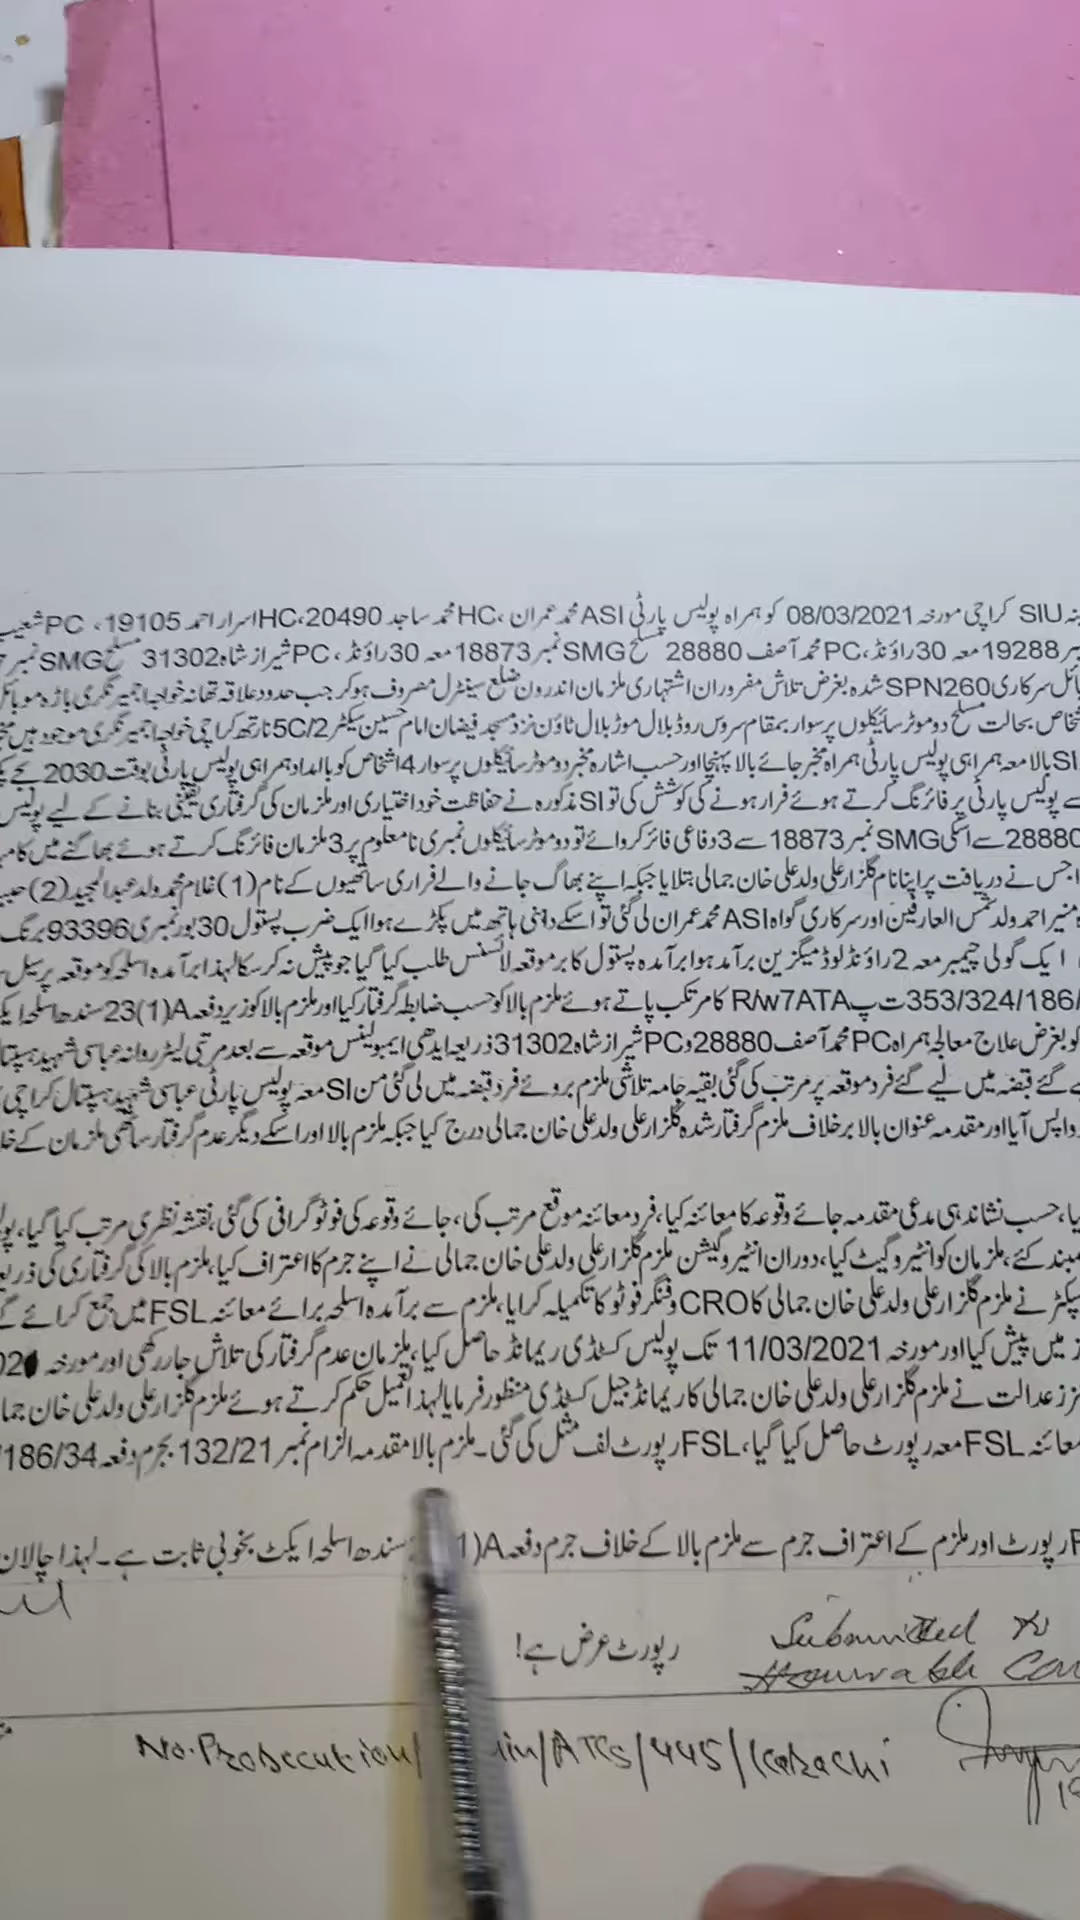 SIU کراچی مورخہ 08/03/2021 کو ہمراہ پولیس پارٹی ASI محمد عمران ، HC محمد ساجد 20490، HC اسرار احمد 19105 ، PC شعیب
19288 معہ 30 راؤنڈ، PC محمد آصف 28880 مسلح SMG نمبر 18873 معہ 30 راؤنڈ ، PC شیراز شاہ 31302 مسلح SMG نمبر
سرکاری SPN260 شدہ بغرض تلاش مفروران اشتہاری ملزمان اندرون ضلع سینٹرل مصروف ہو کر جب حدود علاقہ تھانہ خواجہ اجمیر نگری باڑہ
بحالت مسلح دو موٹر سائیکلوں پر سوار بمقام سروس روڈ بلال موڑ بلال ٹاؤن نزد مسجد فیضان امام حسین سیکٹر 5C/2 نارتھ کراچی خواجہ اجمیر نگری موجود ہیں
SI بالا معہ ہمراہی پولیس پارٹی ہمراہ مخبر جائے بالا پہنچا اور حسب اشارہ مخبر دو موٹر سائیکلوں پر سوار 4 اشخاص کو باامداد ہمراہی پولیس پارٹی بوقت 2030 بجے
سے پولیس پارٹی پر فائرنگ کرتے ہوئے فرار ہونے کی کوشش کی تو SI مذکورہ نے حفاظت خود اختیاری اور ملزمان کی گرفتاری یقینی بنانے کے لیے پولیس
28880 سے اسکی SMG نمبر 18873 سے 3 دفاعی فائر کروائے تو دو موٹر سائیکلوں نمبری نامعلوم پر 3 ملزمان فائرنگ کرتے ہوئے بھاگنے میں
جس نے دریافت پر اپنا نام گلزار علی ولد علی خان جمالی بتلایا جبکہ اپنے بھاگ جانے والے فراری ساتھیوں کے نام (1) غلام محمد ولد عبدالمجید (2)
منیر احمد ولد شمس العارفین اور سرکاری گواہ ASI محمد عمران لی گئی تو اسکے داہنی ہاتھ میں پکڑے ہوا ایک ضرب پستول 30 بور نمبری 93396 برنگ
ایک گولی چیمبر معہ 2 راؤنڈ لوڈ میگزین برآمد ہوا برآمدہ پستول کا برموقعہ لائسنس طلب کیا گیا جو پیش نہ کر سکا لہذا برآمدہ اسلحہ کو موقعہ پر سیل
353/324/186/ ت پ R/w7ATA کا مرتکب پاتے ہوئے ملزم بالا کو حسب ضابطہ گرفتار کیا اور ملزم بالا کو زیر دفعہ 23(1)A سندھ اسلحہ
کو بغرض علاج معالجہ ہمراہ PC محمد آصف 28880 و PC شیراز شاہ 31302 ذریعہ ایدھی ایمبولینس موقعہ سے بعد مرتبی لیٹر روانہ عباسی شہید ہسپتال
گئے قبضہ میں لیے گئے فرد موقعہ پر مرتب کی گئی بقیہ جامہ تلاشی ملزم بروئے فرد قبضہ میں لی گئی من SI معہ پولیس پارٹی عباسی شہید ہسپتال کراچی
واپس آیا اور مقدمہ عنوان بالا برخلاف ملزم گرفتار شدہ گلزار علی ولد علی خان جمالی درج کیا جبکہ ملزم بالا اور اسکے دیگر عدم گرفتار ساتھی ملزمان کے
حسب نشاندہی مدعی مقدمہ جائے وقوعہ کا معائنہ کیا، فرد معائنہ موقع مرتب کی، جائے وقوعہ کی فوٹو گرافی کی گئی، نقشہ نظری مرتب کیا گیا،
کئے، ملزمان کو انٹیروگیٹ کیا، دوران انٹیروگیشن ملزم گلزار علی ولد علی خان جمالی نے اپنے جرم کا اعتراف کیا، ملزم بالا کی گرفتاری کی
نے ملزم گلزار علی ولد علی خان جمالی کا CRO و فنگر فوٹو کا تکمیلہ کرایا، ملزم سے برآمدہ اسلحہ برائے معائنہ FSL میں جمع کرائے
میں پیش کیا اور مورخہ 11/03/2021 تک پولیس کسٹڈی ریمانڈ حاصل کیا، ملزمان عدم گرفتار کی تلاش جاری رکھی اور مورخہ
عدالت نے ملزم گلزار علی ولد علی خان جمالی کا ریمانڈ جیل کسٹڈی منظور فرمایا لہذا تعمیل حکم کرتے ہوئے ملزم گلزار علی ولد علی خان
معائنہ FSL معہ رپورٹ حاصل کیا گیا، FSL رپورٹ لف مثل کی گئی۔ ملزم بالا مقدمہ الزام نمبر 132/21 بجرم دفعہ 186/34/
رپورٹ اور ملزم کے اعتراف جرم سے ملزم بالا کے خلاف جرم دفعہ سندھ اسلحہ ایکٹ بخوبی ثابت ہے۔ لہذا چالان
رپورٹ عرض ہے!
Submitted to
Honourable
No. Prosecution/ /ATCs/445/Karachi